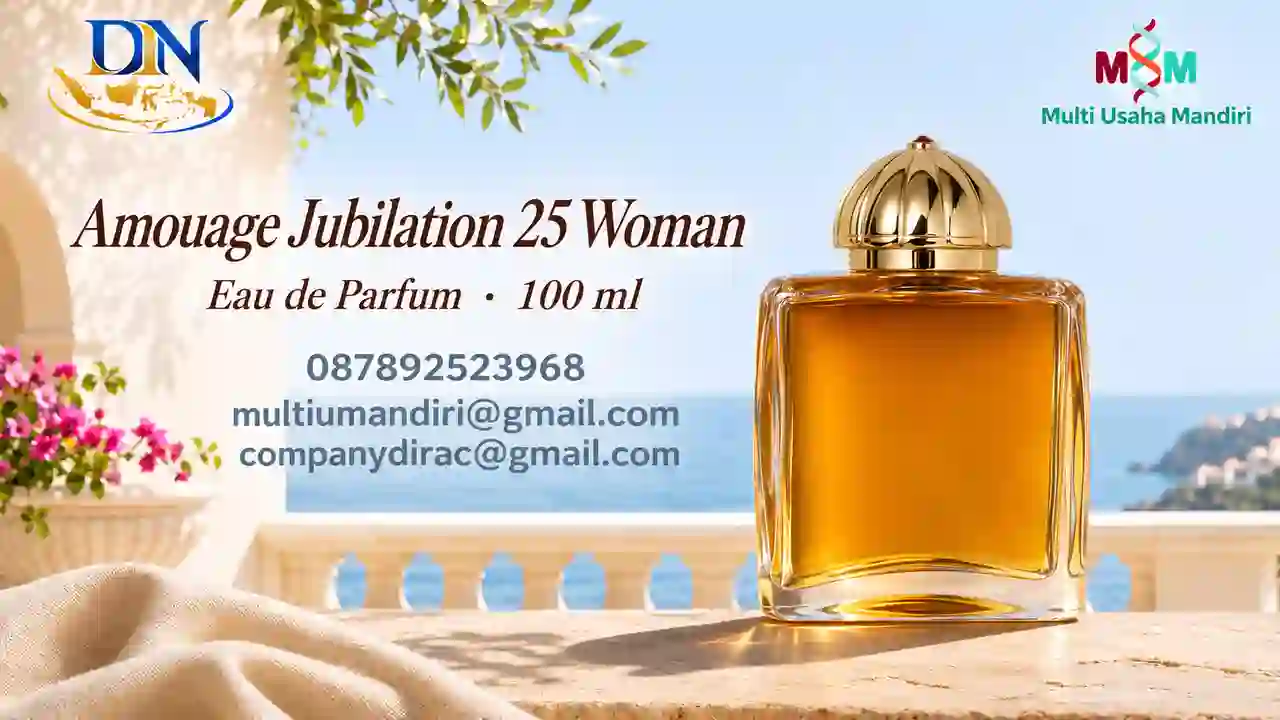 DIN
MSM
Multi Usaha Mandiri
Amouage Jubilation 25 Woman
Eau de Parfum • 100 ml
087892523968
multiumandiri@gmail.com
companydirac@gmail.com